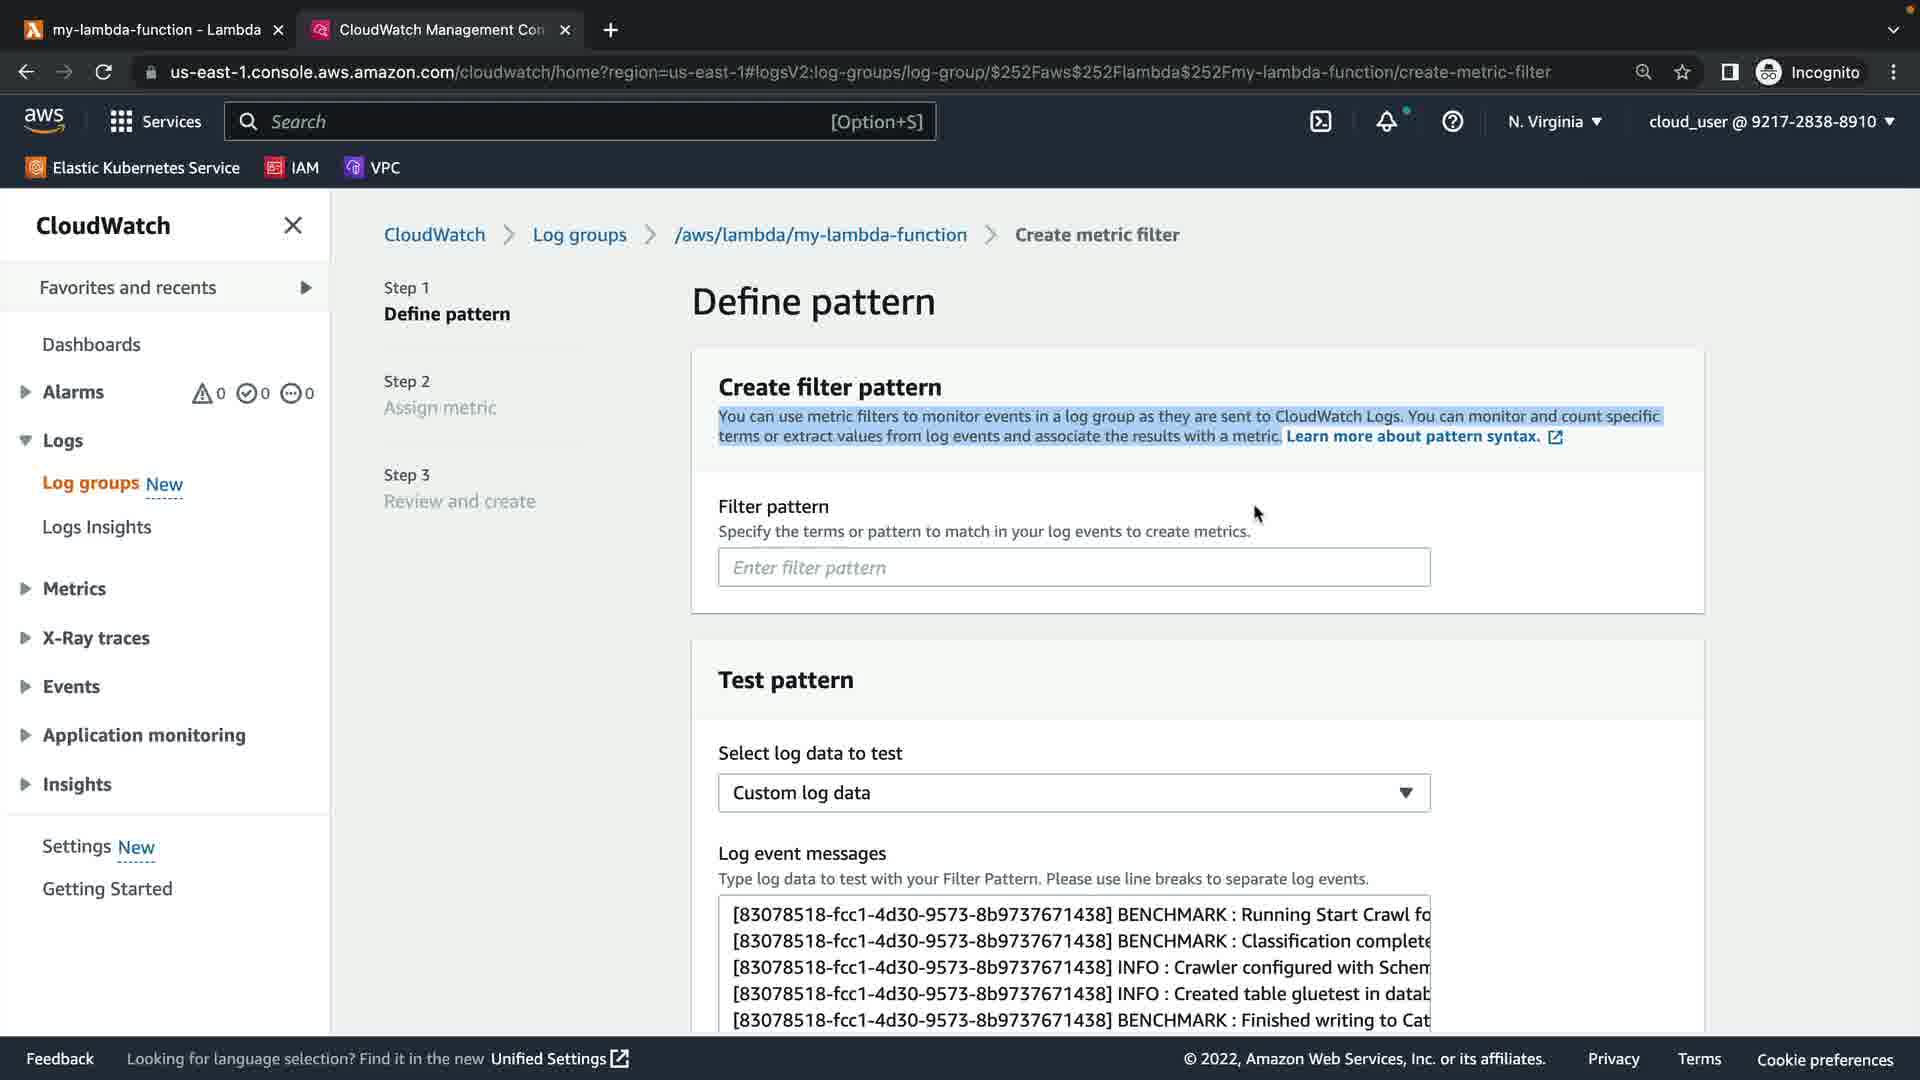 my-lambda-function - Lambda
CloudWatch Management Con
us-east-1.console.aws.amazon.com/cloudwatch/home?region=us-east-1#logsV2:log-groups/log-group/$252Faws$252Flambda$252Fmy-lambda-function/create-metric-filter
Incognito
aws
Services
Search
[Option+S]
N. Virginia
cloud_user @ 9217-2838-8910
Elastic Kubernetes Service
IAM
VPC
CloudWatch
Favorites and recents
Dashboards
Alarms
0
0
0
Logs
Log groups New
Logs Insights
Metrics
X-Ray traces
Events
Application monitoring
Insights
Settings New
Getting Started
CloudWatch
Log groups
/aws/lambda/my-lambda-function
Create metric filter
Step 1
Define pattern
Step 2
Assign metric
Step 3
Review and create
Define pattern
Create filter pattern
You can use metric filters to monitor events in a log group as they are sent to CloudWatch Logs. You can monitor and count specific
terms or extract values from log events and associate the results with a metric. Learn more about pattern syntax.
Filter pattern
Specify the terms or pattern to match in your log events to create metrics.
Enter filter pattern
Test pattern
Select log data to test
Custom log data
Log event messages
Type log data to test with your Filter Pattern. Please use line breaks to separate log events.
[83078518-fcc1-4d30-9573-8b9737671438] BENCHMARK : Running Start Crawl fo
[83078518-fcc1-4d30-9573-8b9737671438] BENCHMARK : Classification complete
[83078518-fcc1-4d30-9573-8b9737671438] INFO : Crawler configured with Schem
[83078518-fcc1-4d30-9573-8b9737671438] INFO : Created table gluetest in datab
[83078518-fcc1-4d30-9573-8b9737671438] BENCHMARK : Finished writing to Cat
Feedback
Looking for language selection? Find it in the new Unified Settings
© 2022, Amazon Web Services, Inc. or its affiliates.
Privacy
Terms
Cookie preferences